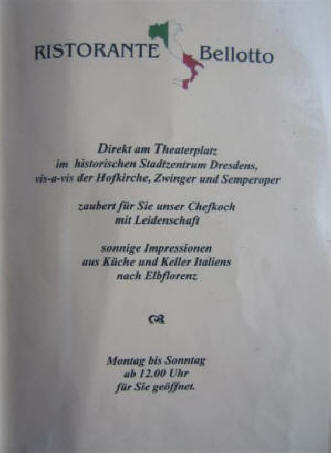 RISTORANTE Bellotto
Direkt am Theaterplatz
im historischen Stadtzentrum Dresdens,
vis-a-vis der Hofkirche, Zwinger und Semperoper
zaubert für Sie unser Chefkoch
mit Leidenschaft
sonnige Impressionen
aus Küche und Keller Italiens
nach Elbflorenz
Montag bis Sonntag
ab 12.00 Uhr
für Sie geöffnet.